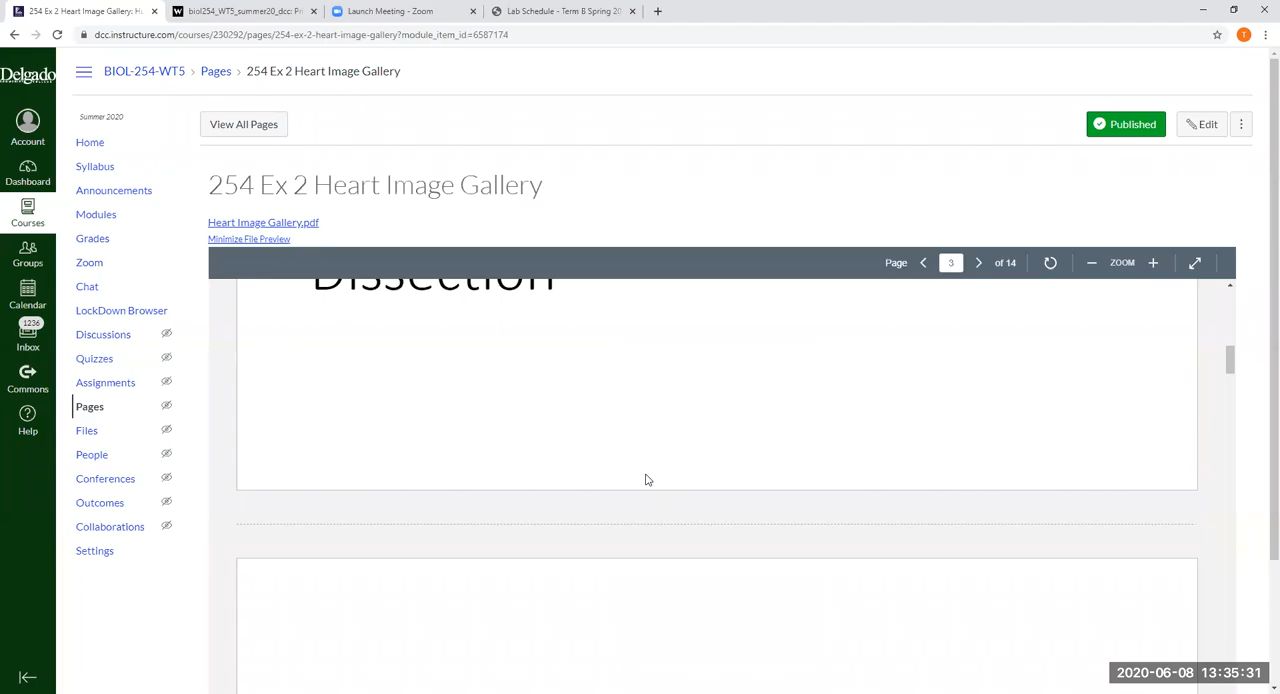 254 Ex 2 Heart Image Gallery: Hu
biol254_WT5_summer20_dcc: Pri
Launch Meeting - Zoom
Lab Schedule - Term B Spring 20
dcc.instructure.com/courses/230292/pages/254-ex-2-heart-image-gallery?module_item_id=6587174
T
Delgado
BIOL-254-WT5 › Pages › 254 Ex 2 Heart Image Gallery
Account
Dashboard
Courses
Groups
Calendar
1236
Inbox
Commons
Help
Summer 2020
Home
Syllabus
Announcements
Modules
Grades
Zoom
Chat
LockDown Browser
Discussions
Quizzes
Assignments
Pages
Files
People
Conferences
Outcomes
Collaborations
Settings
View All Pages
Published
Edit
254 Ex 2 Heart Image Gallery
Heart Image Gallery.pdf
Minimize File Preview
Page 3 of 14 ZOOM
Dissection
2020-06-08 13:35:31